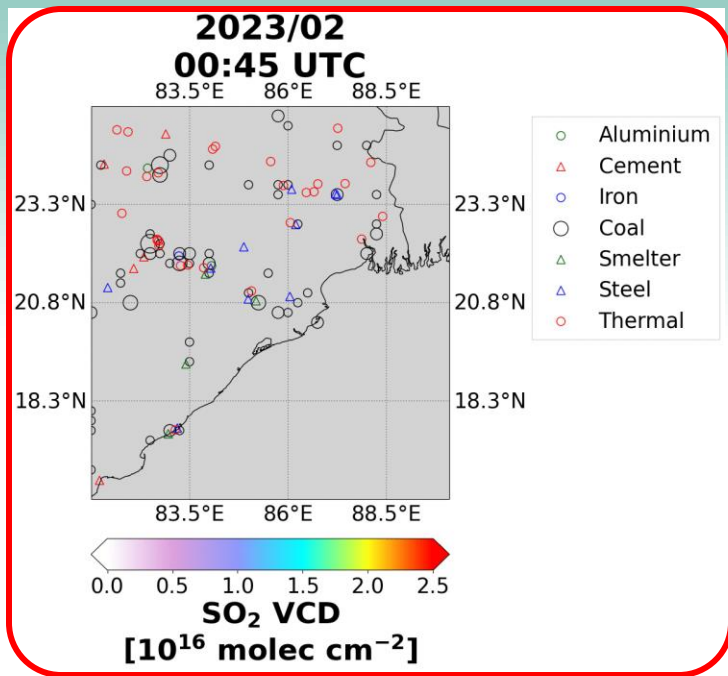 2023/02
00:45 UTC
83.5°E 86°E 88.5°E
23.3°N 23.3°N
20.8°N 20.8°N
18.3°N 18.3°N
83.5°E 86°E 88.5°E
Aluminium
Cement
Iron
Coal
Smelter
Steel
Thermal
0.0 0.5 1.0 1.5 2.0 2.5
SO₂ VCD
[10¹⁶ molec cm⁻²]